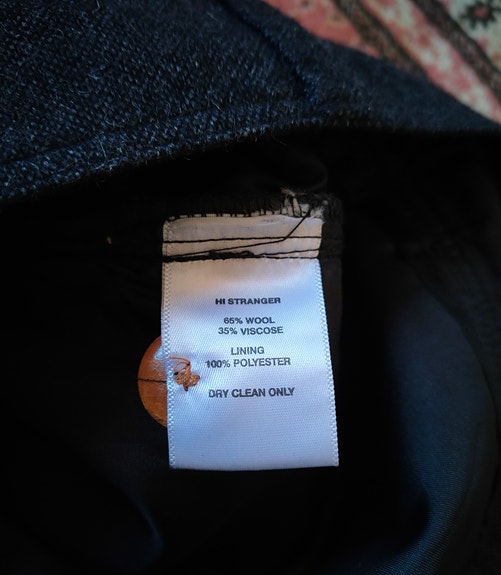 HI STRANGER
65% WOOL
35% VISCOSE
LINING
100% POLYESTER
DRY CLEAN ONLY